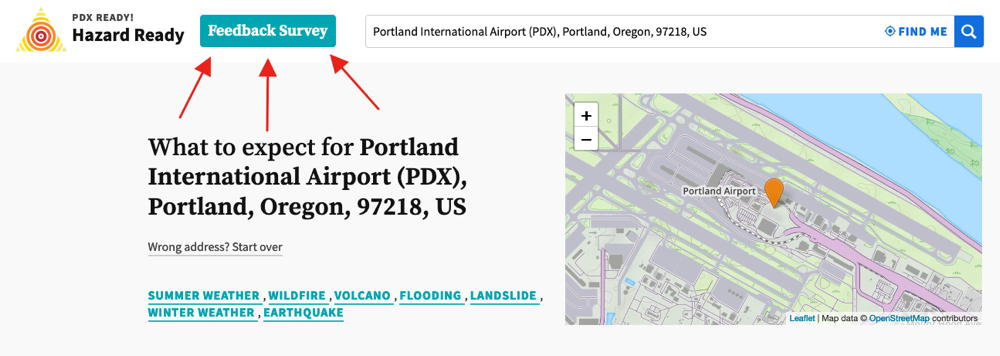 PDX READY!
Hazard Ready
Feedback Survey
Portland International Airport (PDX), Portland, Oregon, 97218, US
FIND ME
What to expect for Portland
International Airport (PDX),
Portland, Oregon, 97218, US
Wrong address? Start over
SUMMER WEATHER , WILDFIRE , VOLCANO , FLOODING , LANDSLIDE ,
WINTER WEATHER , EARTHQUAKE
+
−
Portland Airport
Leaflet | Map data © OpenStreetMap contributors